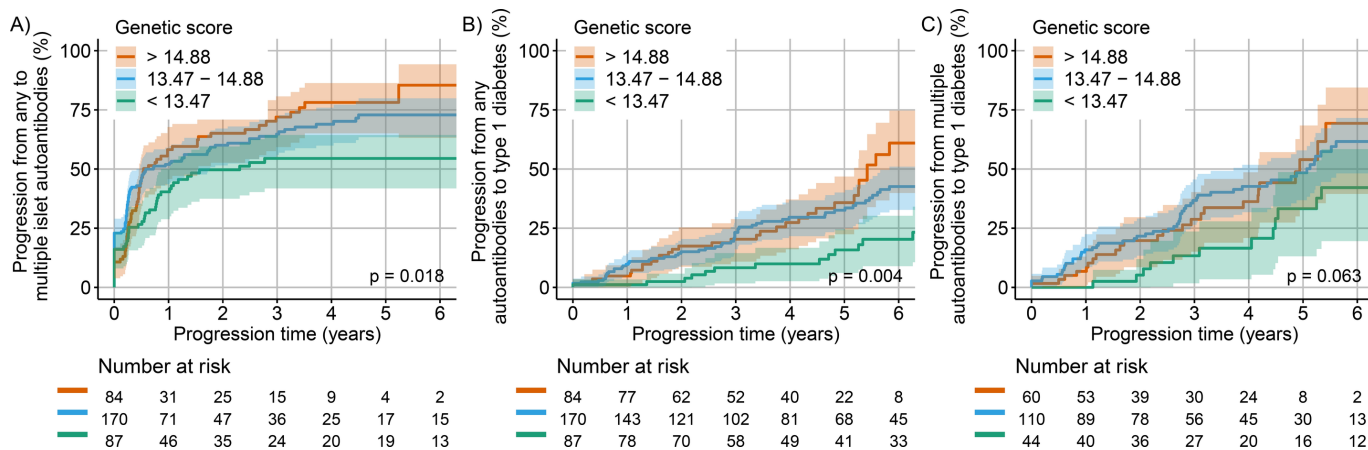 A)
Progression from any to
multiple islet autoantibodies (%)
Genetic score
> 14.88
13.47 – 14.88
< 13.47
100
75
50
25
0
p = 0.018
0 1 2 3 4 5 6
Progression time (years)
Number at risk
84 31 25 15 9 4 2
170 71 47 36 25 17 15
87 46 35 24 20 19 13
B)
Progression from any
autoantibodies to type 1 diabetes (%)
Genetic score
> 14.88
13.47 – 14.88
< 13.47
100
75
50
25
0
p = 0.004
0 1 2 3 4 5 6
Progression time (years)
Number at risk
84 77 62 52 40 22 8
170 143 121 102 81 68 45
87 78 70 58 49 41 33
C)
Progression from multiple
autoantibodies to type 1 diabetes (%)
Genetic score
> 14.88
13.47 – 14.88
< 13.47
100
75
50
25
0
p = 0.063
0 1 2 3 4 5 6
Progression time (years)
Number at risk
60 53 39 30 24 8 2
110 89 78 56 45 30 13
44 40 36 27 20 16 12